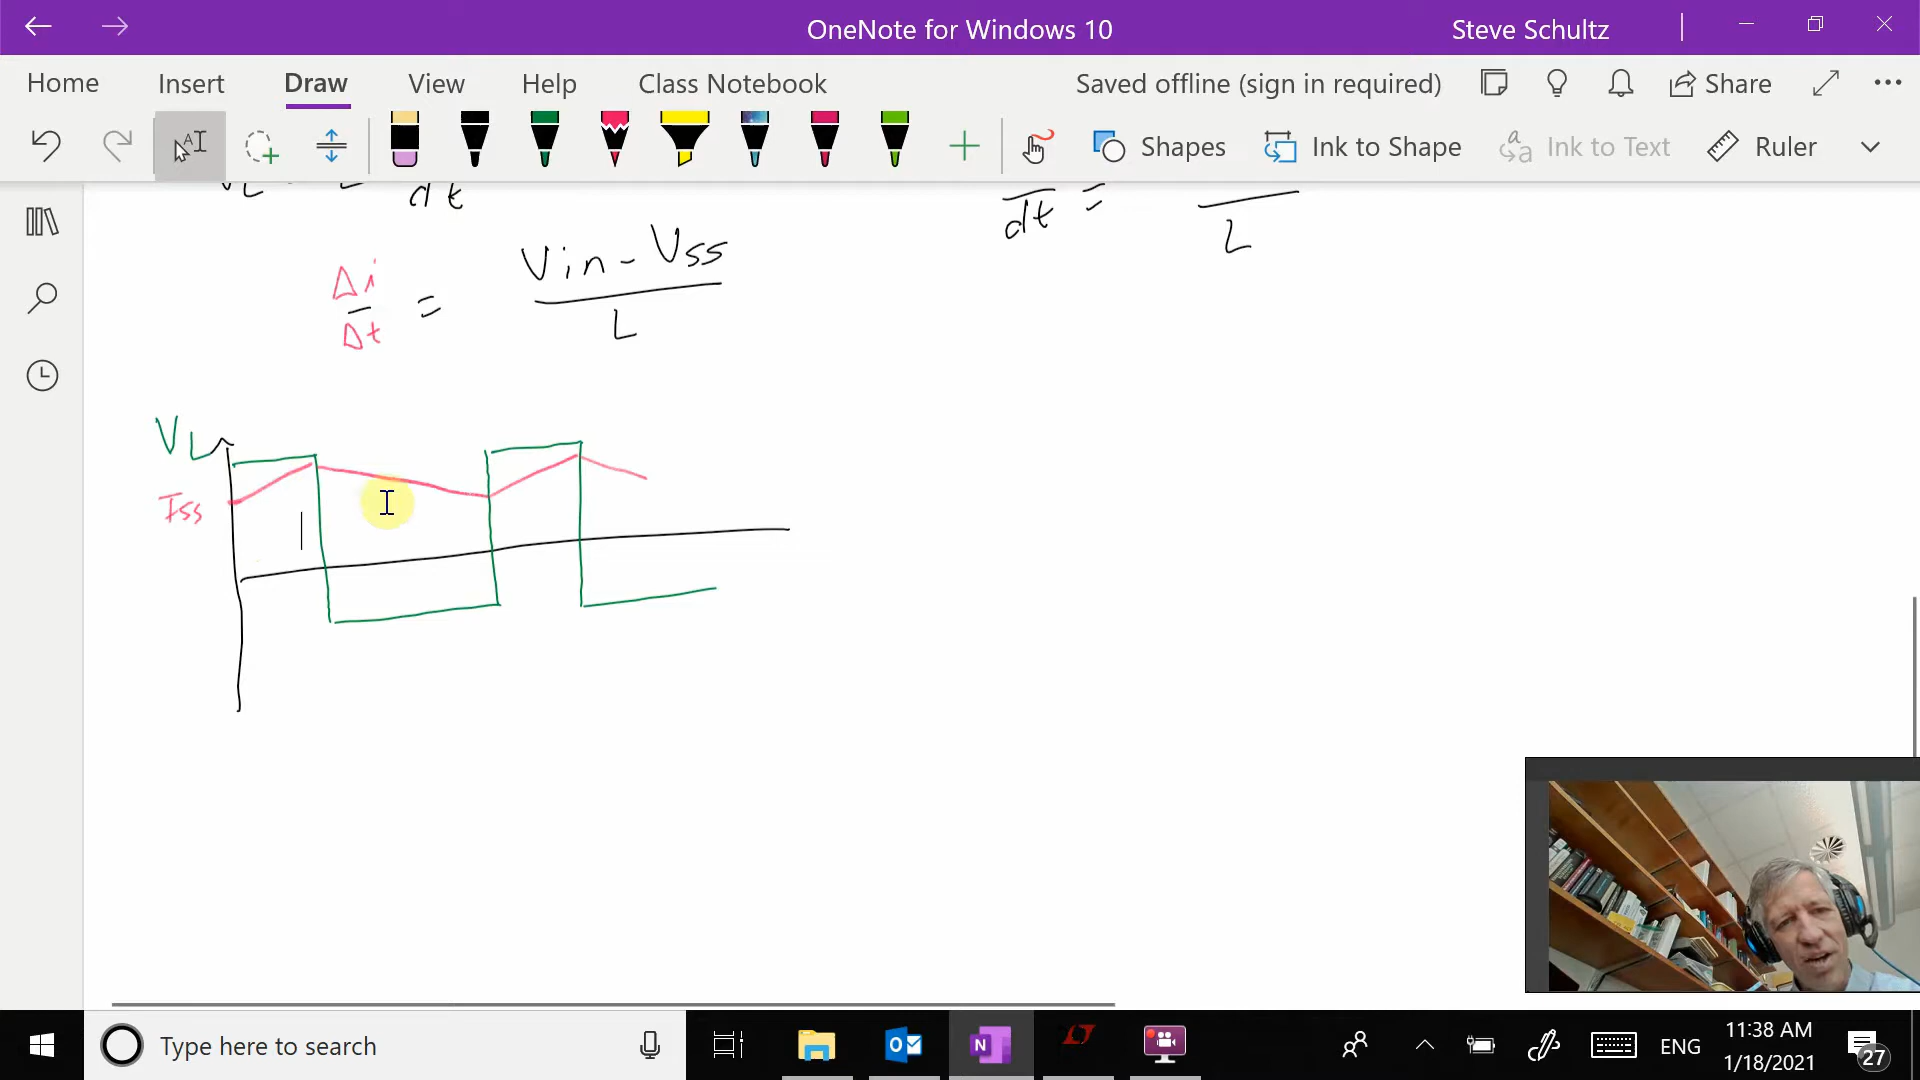 OneNote for Windows 10
Steve Schultz
Home Insert Draw View Help Class Notebook
Saved offline (sign in required)
Share
Shapes
Ink to Shape
Ink to Text
Ruler
dt
dt =
L
Δi
Δt
=
Vin - Vss
L
VL
Iss
Type here to search
ENG
11:38 AM
1/18/2021
27